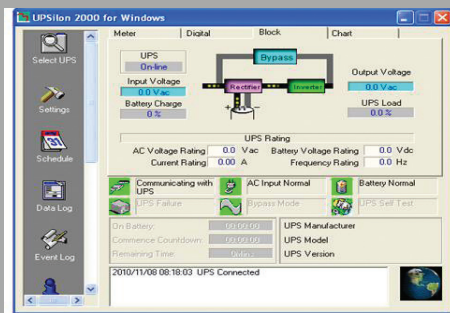 UPSilon 2000 for Windows
Meter Digital Block Chart
Select UPS
Settings
Schedule
Data Log
Event Log
UPS
On-line
Input Voltage
0.0 Vac
Battery Charge
0 %
Bypass
Rectifier
Inverter
+ -
Output Voltage
0.0 Vac
UPS Load
0.0 %
UPS Rating
AC Voltage Rating 0.0 Vac Battery Voltage Rating 0.0 Vdc
Current Rating 0.00 A Frequency Rating 0.0 Hz
Communicating with UPS
AC Input Normal
Battery Normal
UPS Failure
Bypass Mode
UPS Self Test
On Battery: 00:00:00
Commence Countdown: 00:00:00
Remaining Time: 0Min.
UPS Manufacturer
UPS Model
UPS Version
2010/11/08 08:18:03 UPS Connected